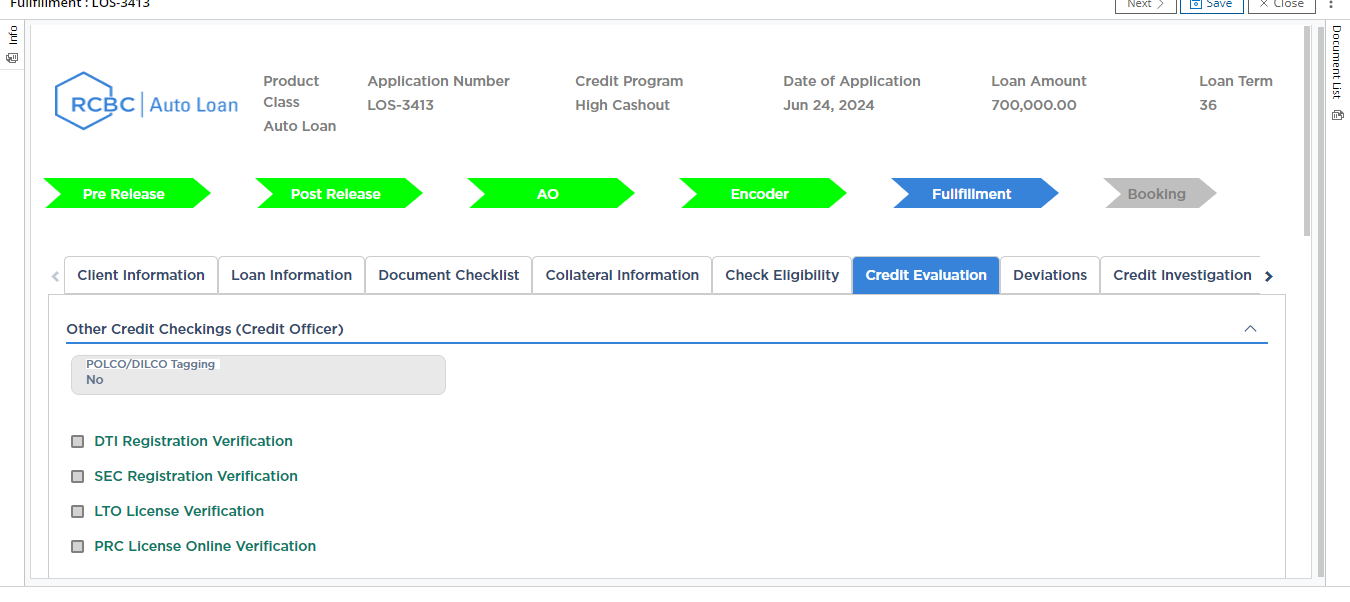 Fullfillment : LOS-3413
Next
Save
Close
Info
Document List
RCBC Auto Loan
Product Class
Auto Loan
Application Number
LOS-3413
Credit Program
High Cashout
Date of Application
Jun 24, 2024
Loan Amount
700,000.00
Loan Term
36
Pre Release
Post Release
AO
Encoder
Fullfillment
Booking
Client Information
Loan Information
Document Checklist
Collateral Information
Check Eligibility
Credit Evaluation
Deviations
Credit Investigation
Other Credit Checkings (Credit Officer)
POLCO/DILCO Tagging
No
DTI Registration Verification
SEC Registration Verification
LTO License Verification
PRC License Online Verification